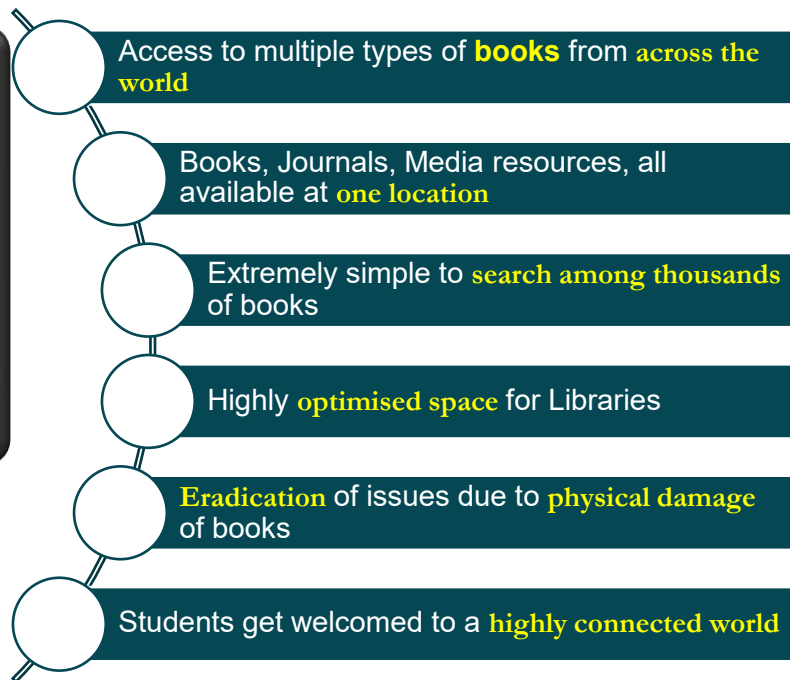 Access to multiple types of books from across the
world
Books, Journals, Media resources, all
available at one location
Extremely simple to search among thousands
of books
Highly optimised space for Libraries
Eradication of issues due to physical damage
of books
Students get welcomed to a highly connected world